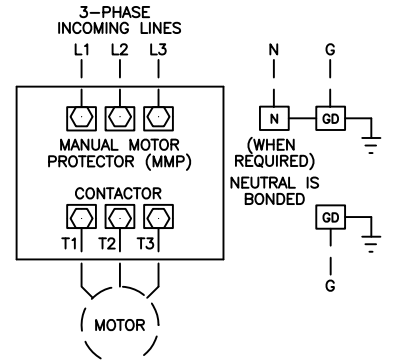 3-PHASE
INCOMING LINES
L1 L2 L3 N G
N GD
MANUAL MOTOR
PROTECTOR (MMP)
(WHEN
REQUIRED)
NEUTRAL IS
BONDED
CONTACTOR
GD
T1 T2 T3
G
MOTOR